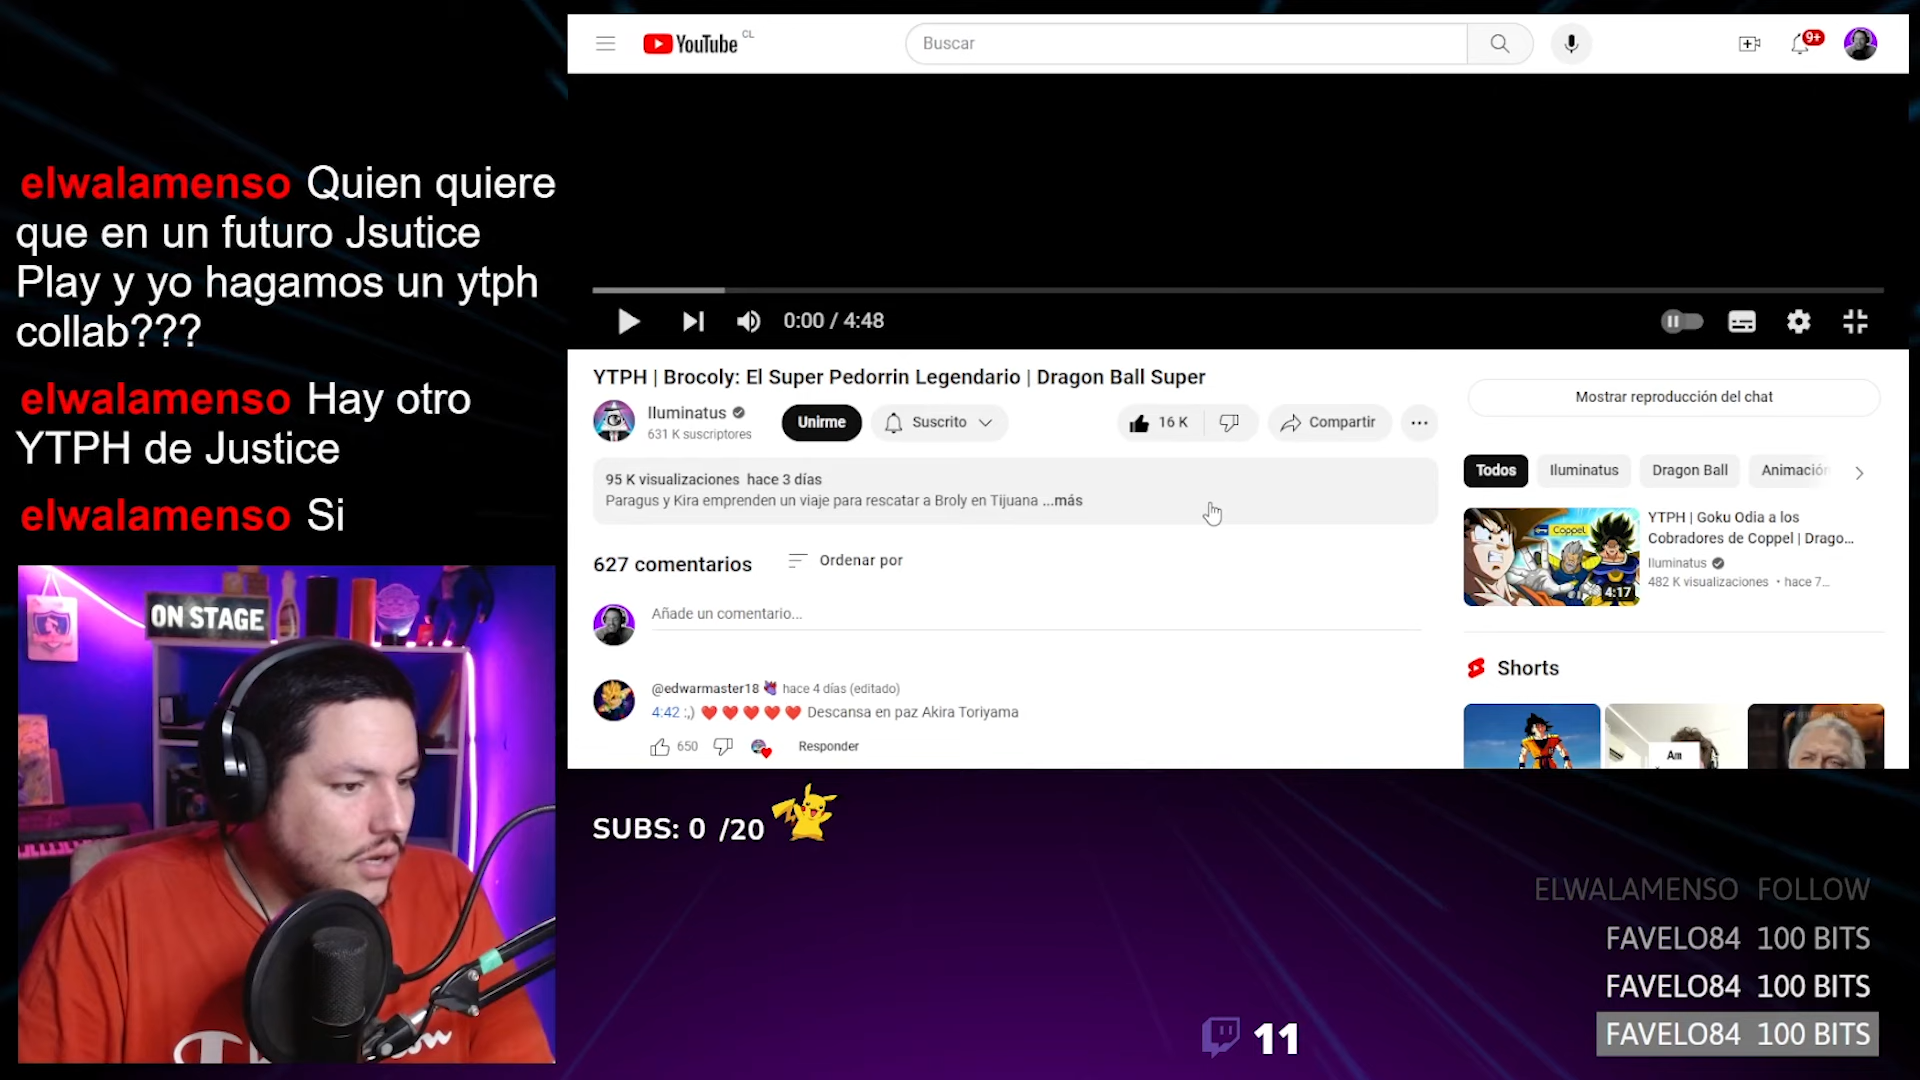 elwalamenso Quien quiere
que en un futuro Jsutice
Play y yo hagamos un ytph
collab???
elwalamenso Hay otro
YTPH de Justice
elwalamenso Si
ON STAGE
YouTube CL
Buscar
9+
0:00 / 4:48
YTPH | Brocoly: El Super Pedorrin Legendario | Dragon Ball Super
Iluminatus
631 K suscriptores
Unirme
Suscrito
16 K
Compartir
95 K visualizaciones hace 3 días
Paragus y Kira emprenden un viaje para rescatar a Broly en Tijuana ...más
627 comentarios
Ordenar por
Añade un comentario...
@edwarmaster18 hace 4 días (editado)
4:42 :,) ❤️❤️❤️❤️❤️ Descansa en paz Akira Toriyama
650
Responder
Mostrar reproducción del chat
Todos
Iluminatus
Dragon Ball
Animación
Coppel
4:17
YTPH | Goku Odia a los
Cobradores de Coppel | Drago...
Iluminatus
482 K visualizaciones • hace 7...
Shorts
Am
SUBS: 0 /20
11
ELWALAMENSO FOLLOW
FAVELO84 100 BITS
FAVELO84 100 BITS
FAVELO84 100 BITS